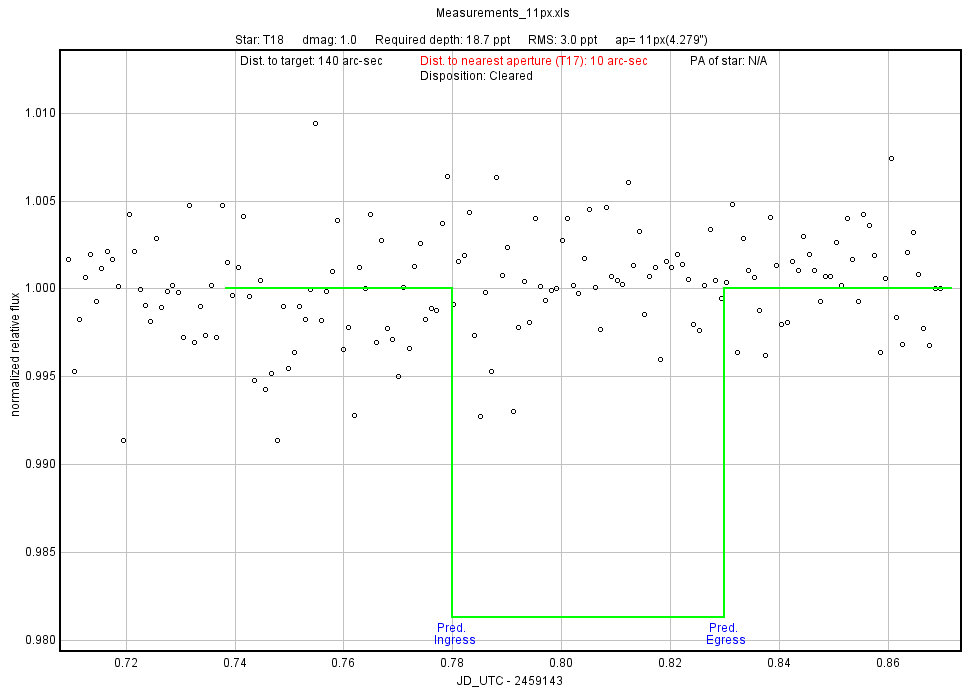 Measurements_11px.xls
Star: T18 dmag: 1.0 Required depth: 18.7 ppt RMS: 3.0 ppt ap= 11px(4.279")
Dist. to target: 140 arc-sec Dist. to nearest aperture (T17): 10 arc-sec PA of star: N/A
Disposition: Cleared
1.010
1.005
1.000
0.995
0.990
0.985
0.980
normalized relative flux
Pred. Ingress
Pred. Egress
0.72 0.74 0.76 0.78 0.80 0.82 0.84 0.86
JD_UTC - 2459143